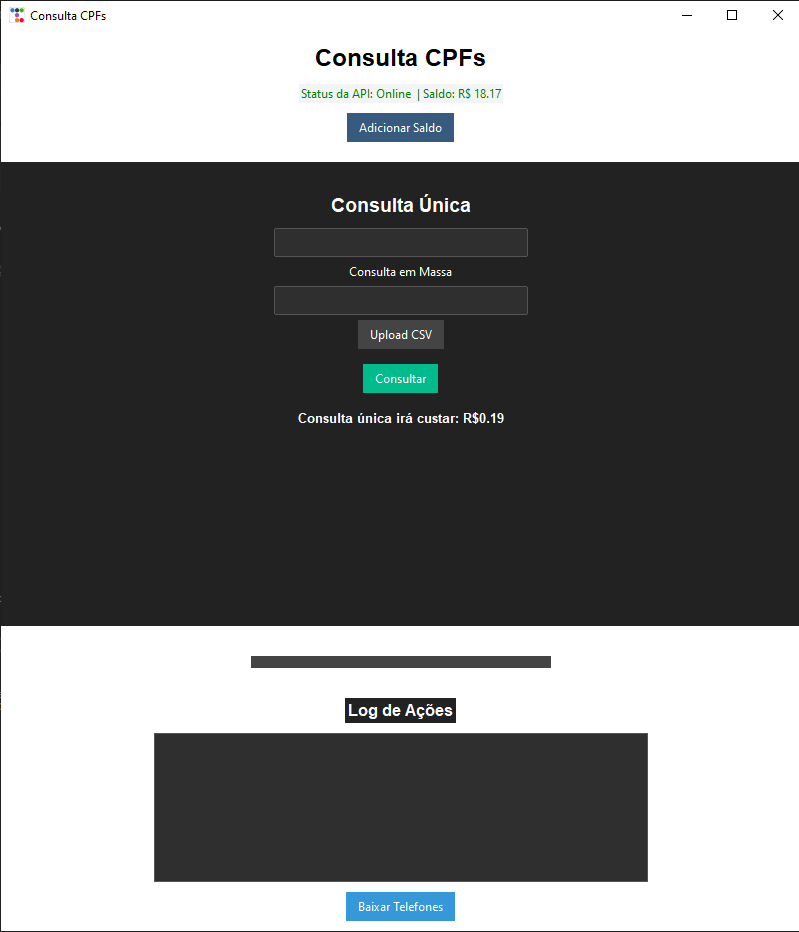 Consulta CPFs
Consulta CPFs
Status da API: Online | Saldo: R$ 18.17
Adicionar Saldo
Consulta Única
Consulta em Massa
Upload CSV
Consultar
Consulta única irá custar: R$0.19
Log de Ações
Baixar Telefones